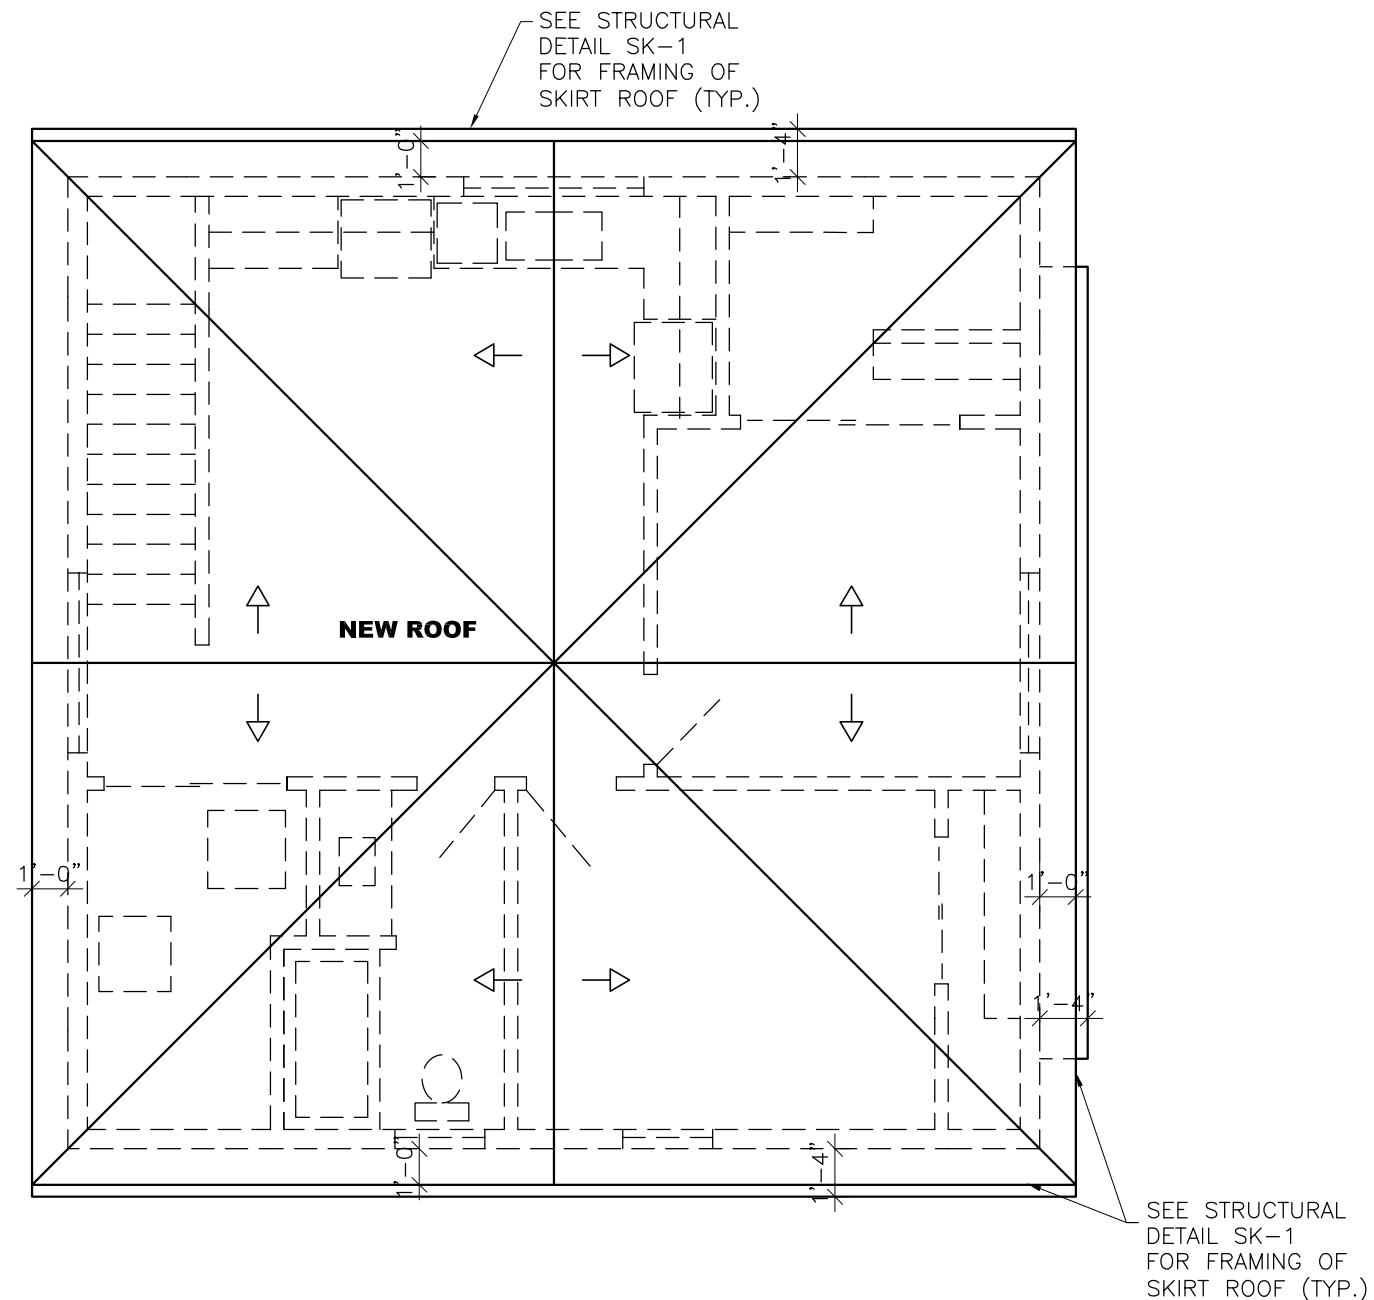 SEE STRUCTURAL
DETAIL SK-1
FOR FRAMING OF
SKIRT ROOF (TYP.)
1'-0"
1'-4"
NEW ROOF
1'-0"
1'-0"
1'-4"
1'-0"
1'-4"
SEE STRUCTURAL
DETAIL SK-1
FOR FRAMING OF
SKIRT ROOF (TYP.)